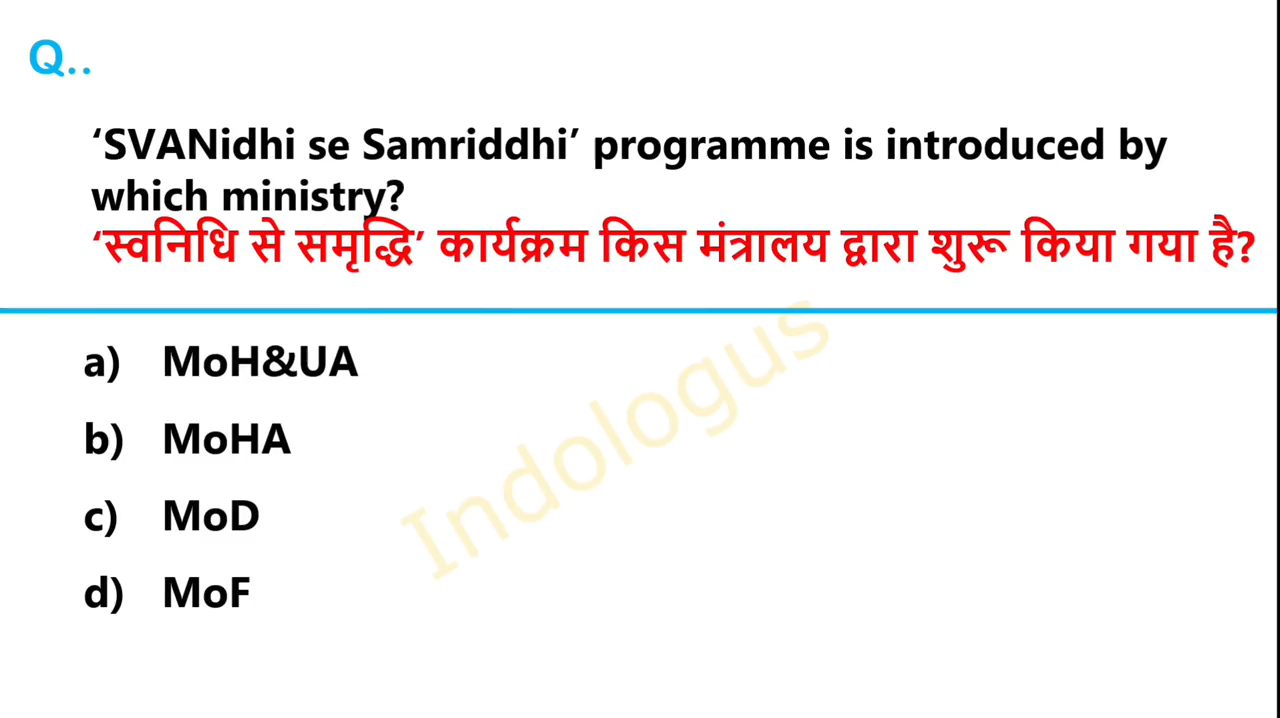 Q..
‘SVANidhi se Samriddhi’ programme is introduced by
which ministry?
‘स्वनिधि से समृद्धि’ कार्यक्रम किस मंत्रालय द्वारा शुरू किया गया है?
a) MoH&UA
b) MoHA
c) MoD
d) MoF
Indologus